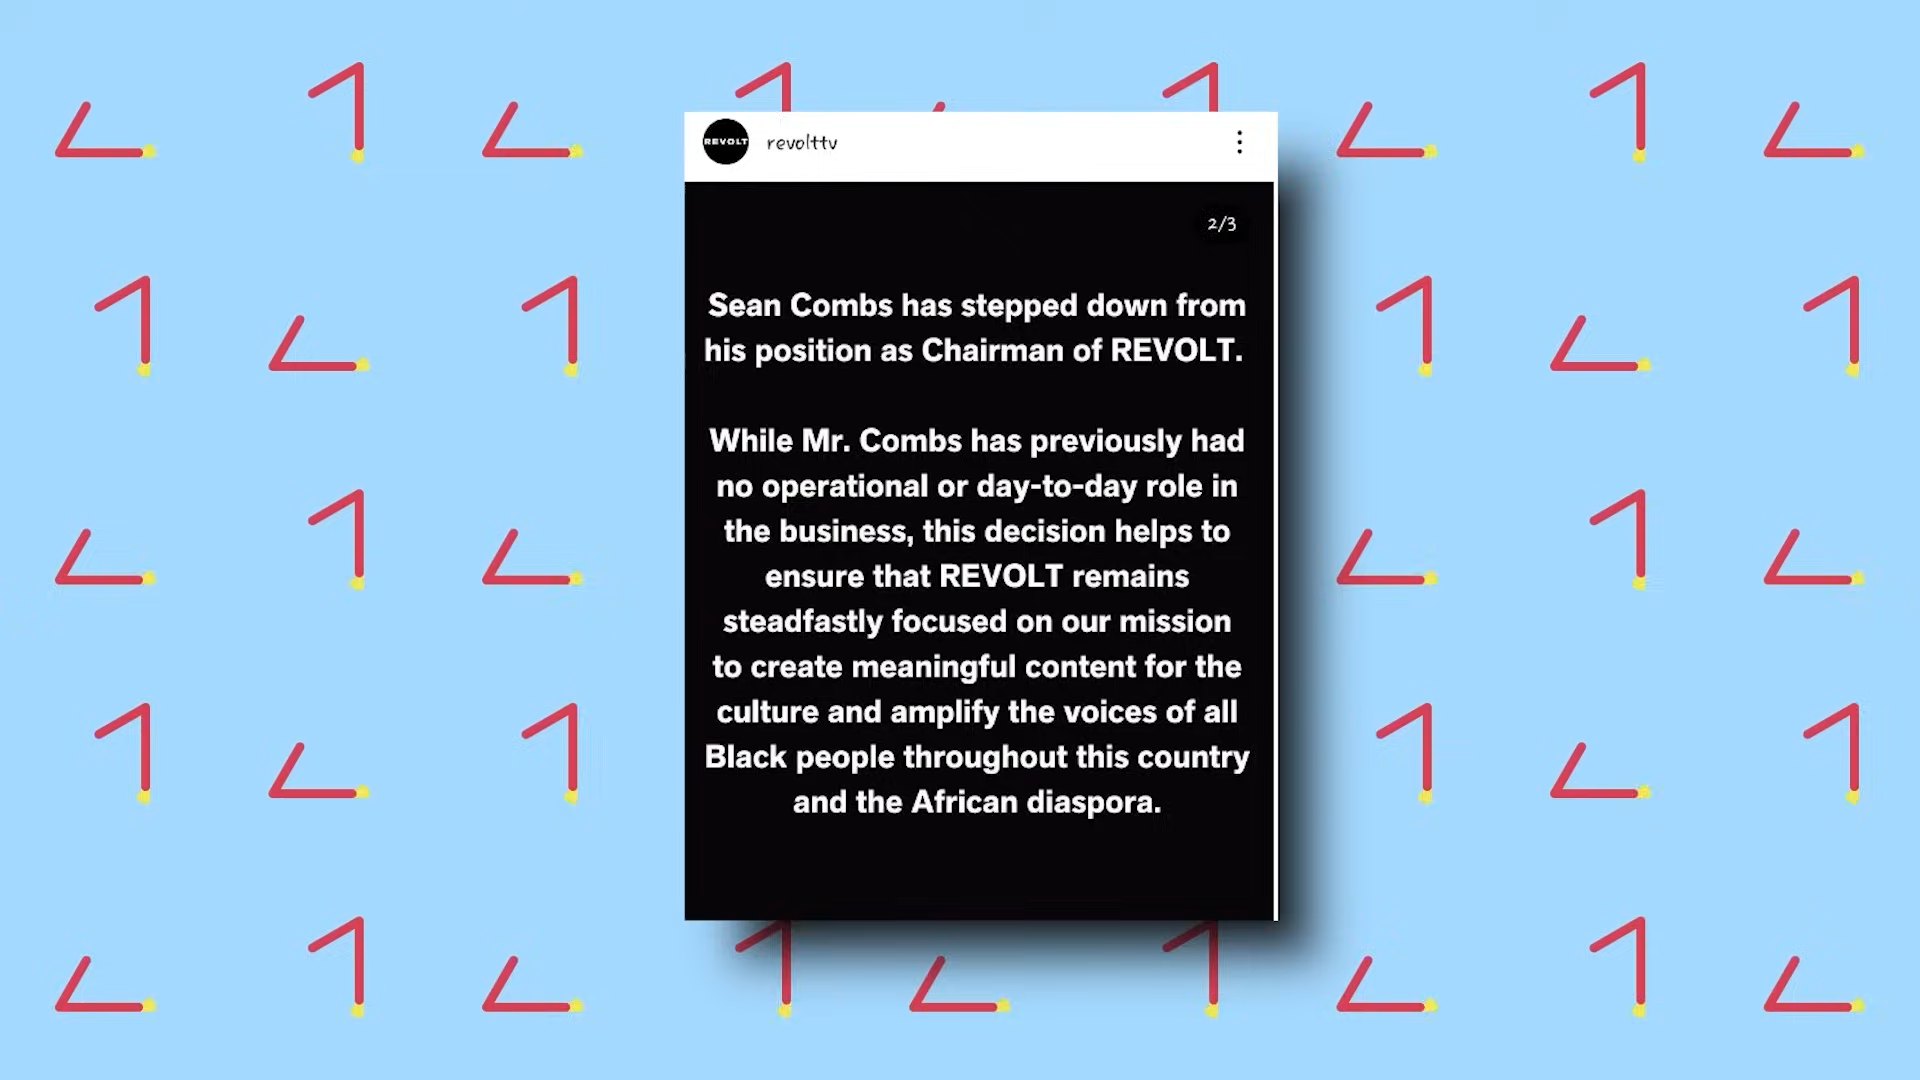 REVOLT
revolttv
2/3
Sean Combs has stepped down from
his position as Chairman of REVOLT.
While Mr. Combs has previously had
no operational or day-to-day role in
the business, this decision helps to
ensure that REVOLT remains
steadfastly focused on our mission
to create meaningful content for the
culture and amplify the voices of all
Black people throughout this country
and the African diaspora.